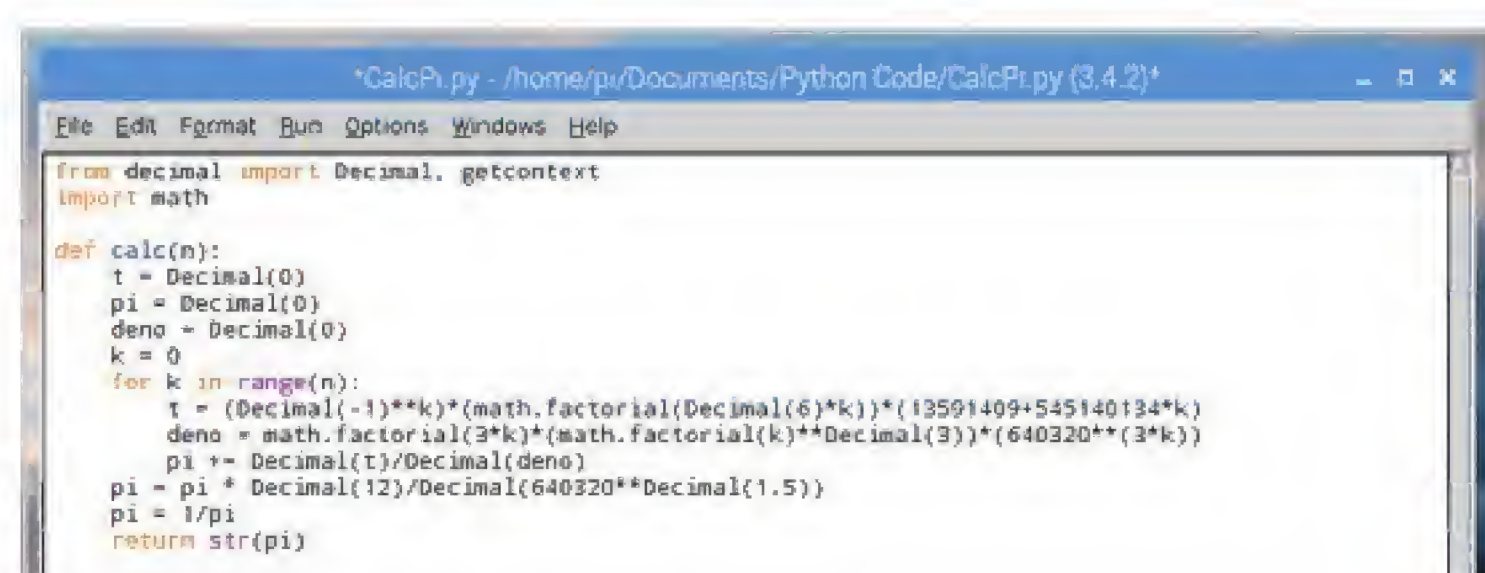 *CalcPi.py - /home/pi/Documents/Python Code/CalcPi.py (3.4.2)*
File Edit Format Run Options Windows Help
from decimal import Decimal, getcontext
import math
def calc(n):
    t = Decimal(0)
    pi = Decimal(0)
    deno = Decimal(0)
    k = 0
    for k in range(n):
        t = (Decimal(-1)**k)*(math.factorial(Decimal(6)*k))*(13591409+545140134*k)
        deno = math.factorial(3*k)*(math.factorial(k)**Decimal(3))*(640320**(3*k))
        pi += Decimal(t)/Decimal(deno)
    pi = pi * Decimal(12)/Decimal(640320**Decimal(1.5))
    pi = 1/pi
    return str(pi)